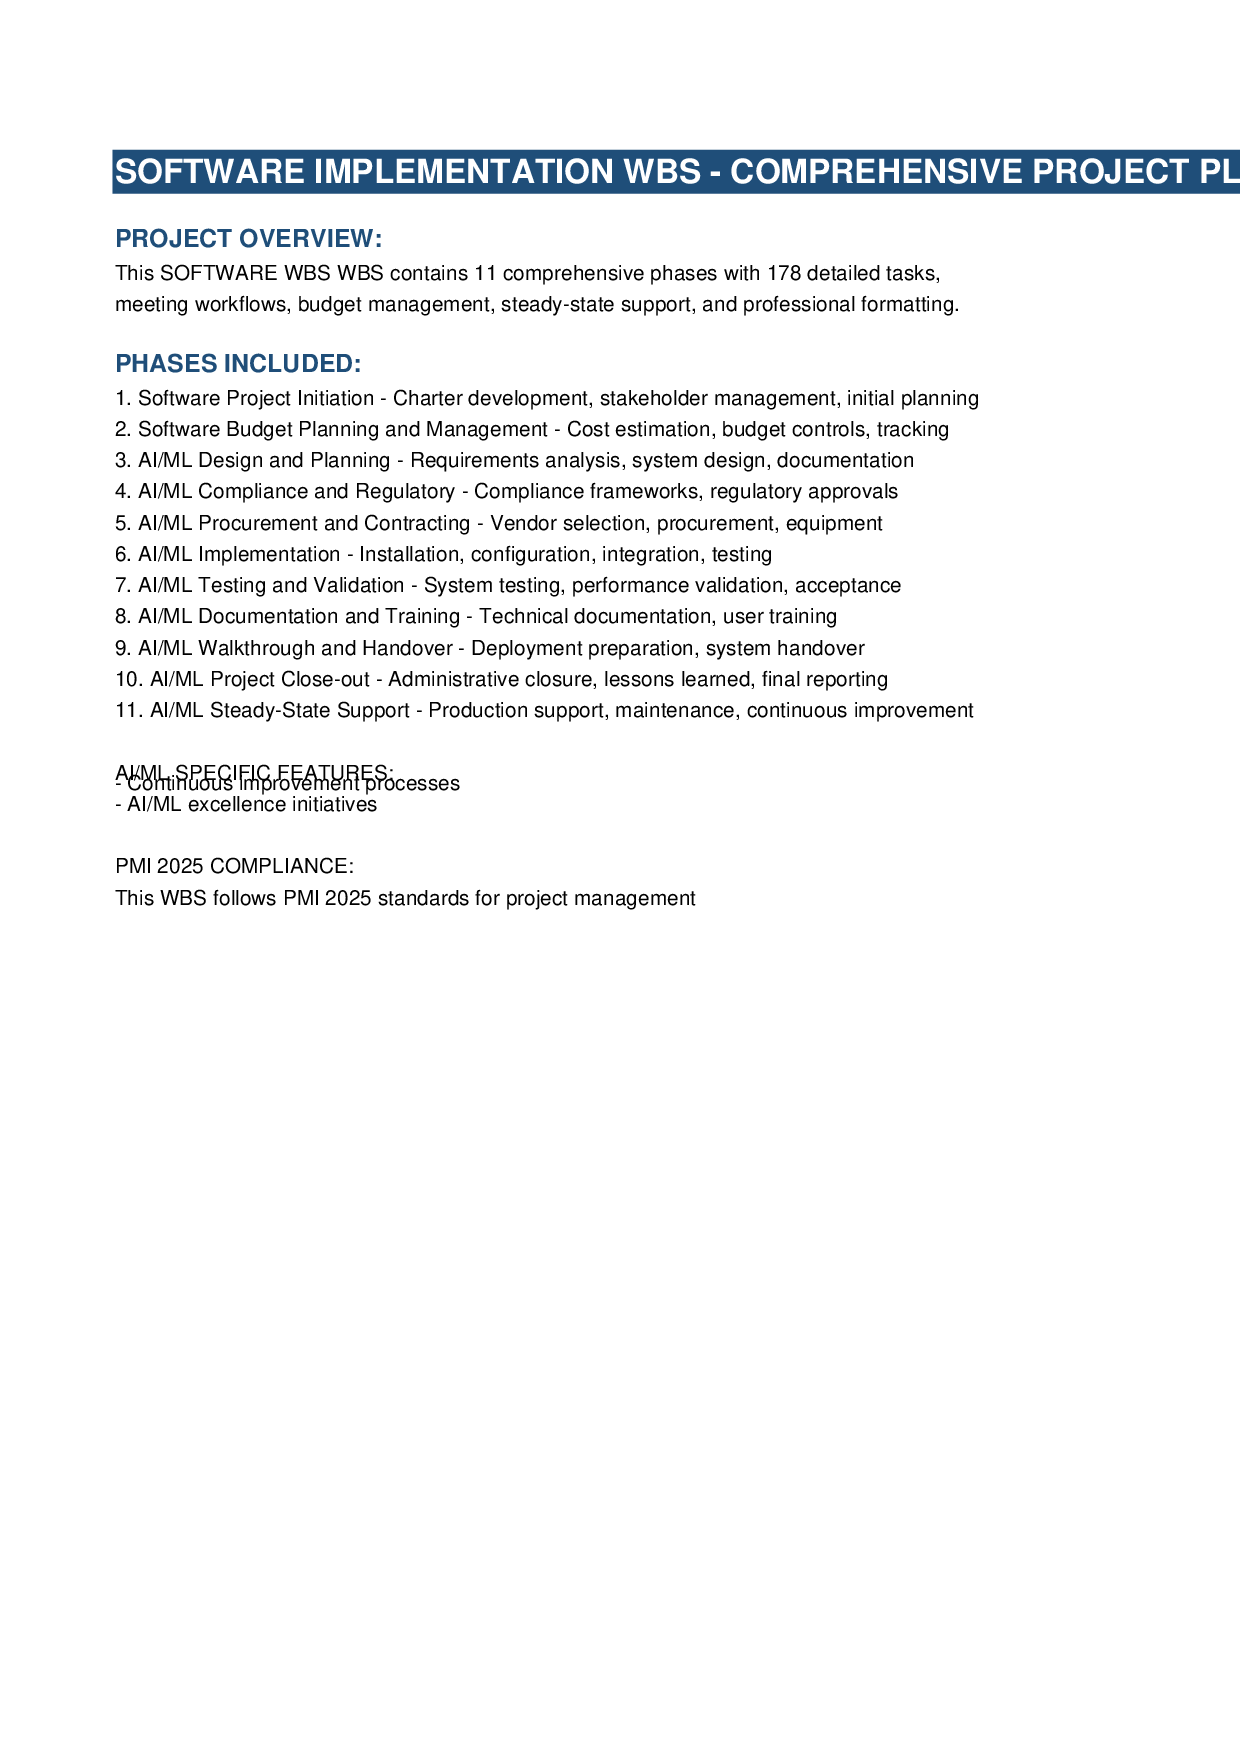 SOFTWARE IMPLEMENTATION WBS - COMPREHENSIVE PROJECT PL
PROJECT OVERVIEW:
This SOFTWARE WBS WBS contains 11 comprehensive phases with 178 detailed tasks,
meeting workflows, budget management, steady-state support, and professional formatting.
PHASES INCLUDED:
1. Software Project Initiation - Charter development, stakeholder management, initial planning
2. Software Budget Planning and Management - Cost estimation, budget controls, tracking
3. AI/ML Design and Planning - Requirements analysis, system design, documentation
4. AI/ML Compliance and Regulatory - Compliance frameworks, regulatory approvals
5. AI/ML Procurement and Contracting - Vendor selection, procurement, equipment
6. AI/ML Implementation - Installation, configuration, integration, testing
7. AI/ML Testing and Validation - System testing, performance validation, acceptance
8. AI/ML Documentation and Training - Technical documentation, user training
9. AI/ML Walkthrough and Handover - Deployment preparation, system handover
10. AI/ML Project Close-out - Administrative closure, lessons learned, final reporting
11. AI/ML Steady-State Support - Production support, maintenance, continuous improvement
AI/ML SPECIFIC FEATURES:
- Continuous improvement processes
- AI/ML excellence initiatives
PMI 2025 COMPLIANCE:
This WBS follows PMI 2025 standards for project management